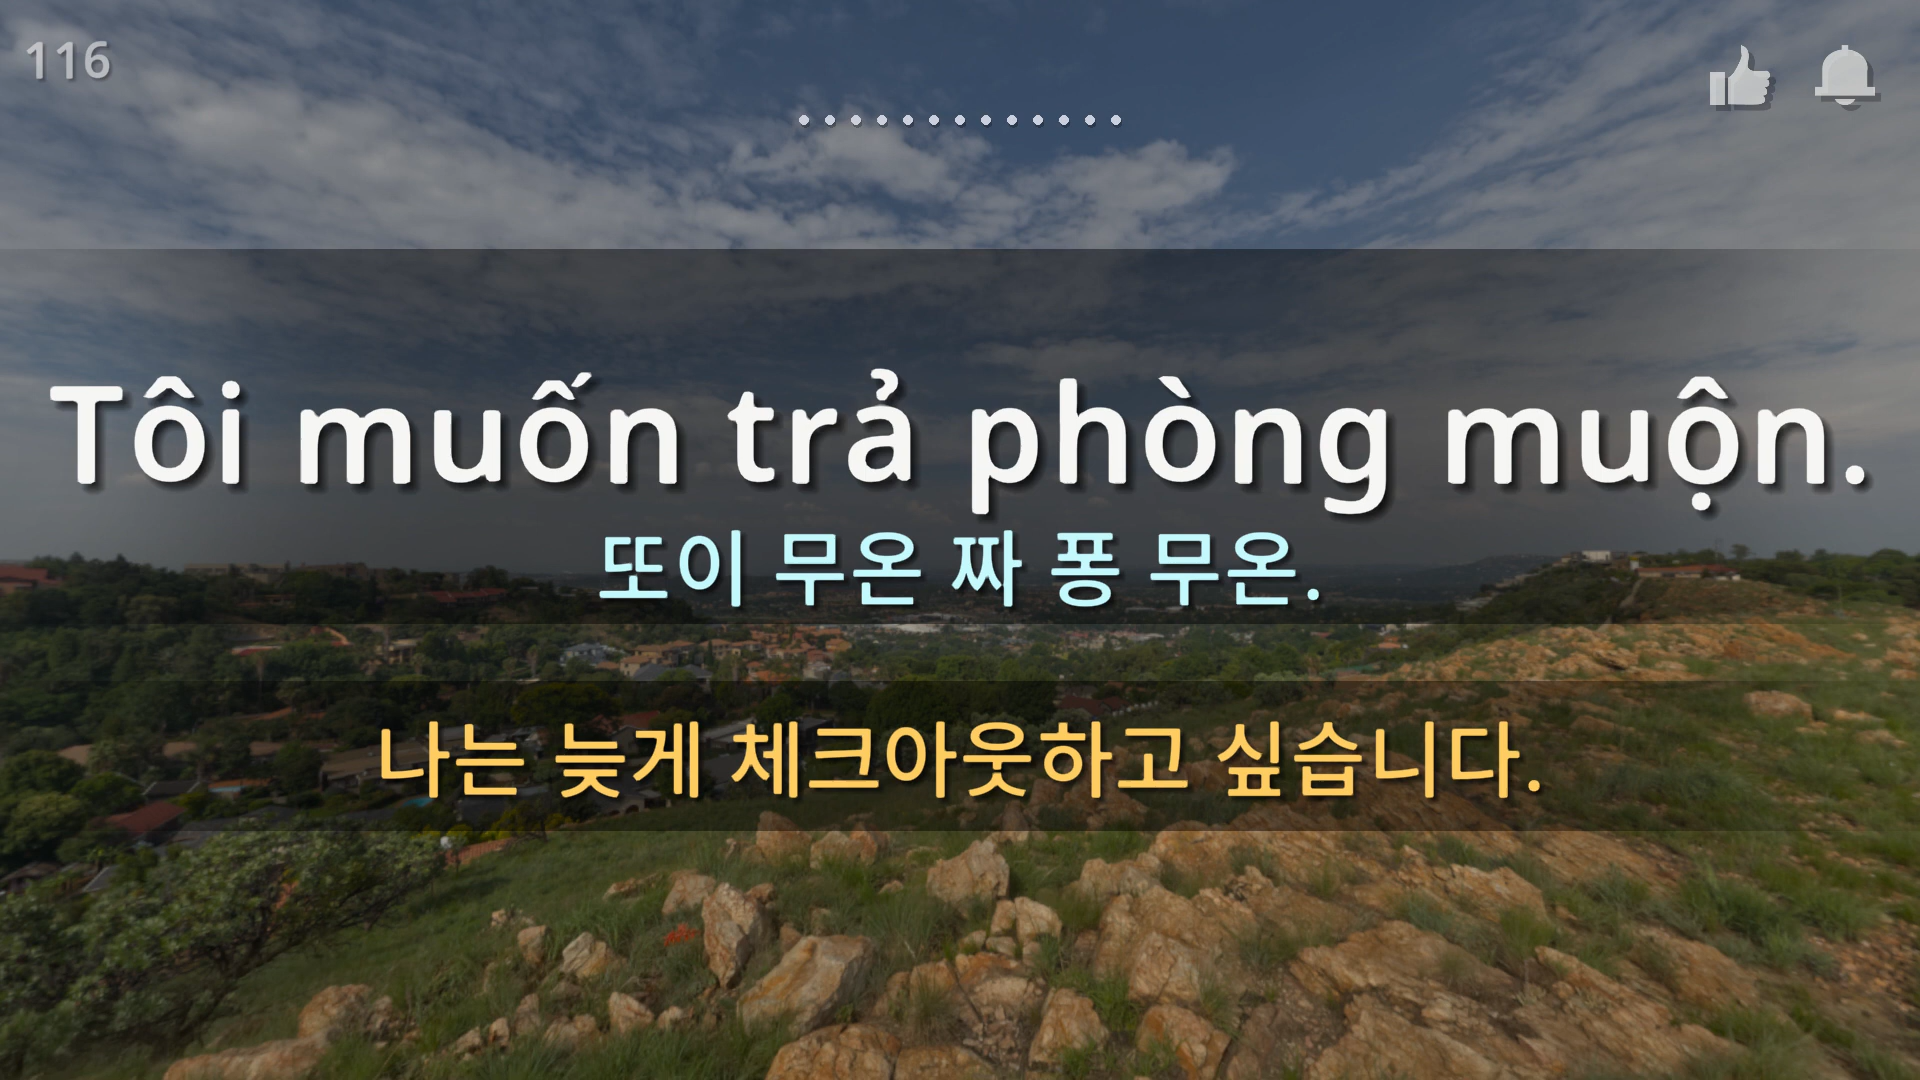 116
Tôi muốn trả phòng muộn.
또이 무온 짜 퐁 무온.
나는 늦게 체크아웃하고 싶습니다.